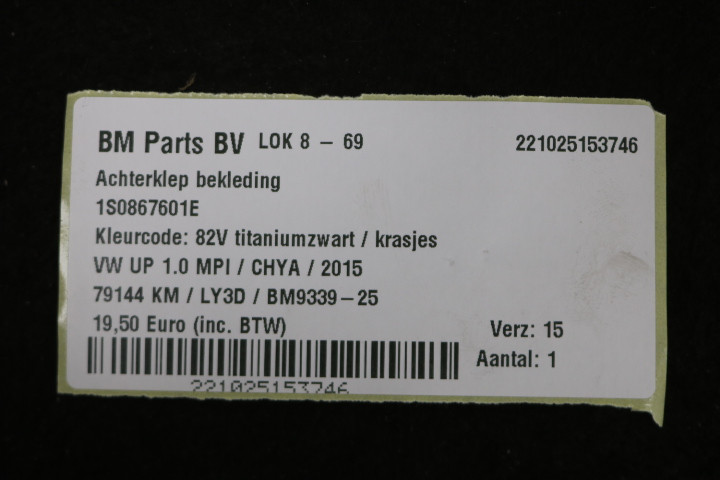 BM Parts BV LOK 8 - 69 221025153746
Achterklep bekleding
1S0867601E
Kleurcode: 82V titaniumzwart / krasjes
VW UP 1.0 MPI / CHYA / 2015
79144 KM / LY3D / BM9339-25
19,50 Euro (inc. BTW) Verz: 15
Aantal: 1
221025153746